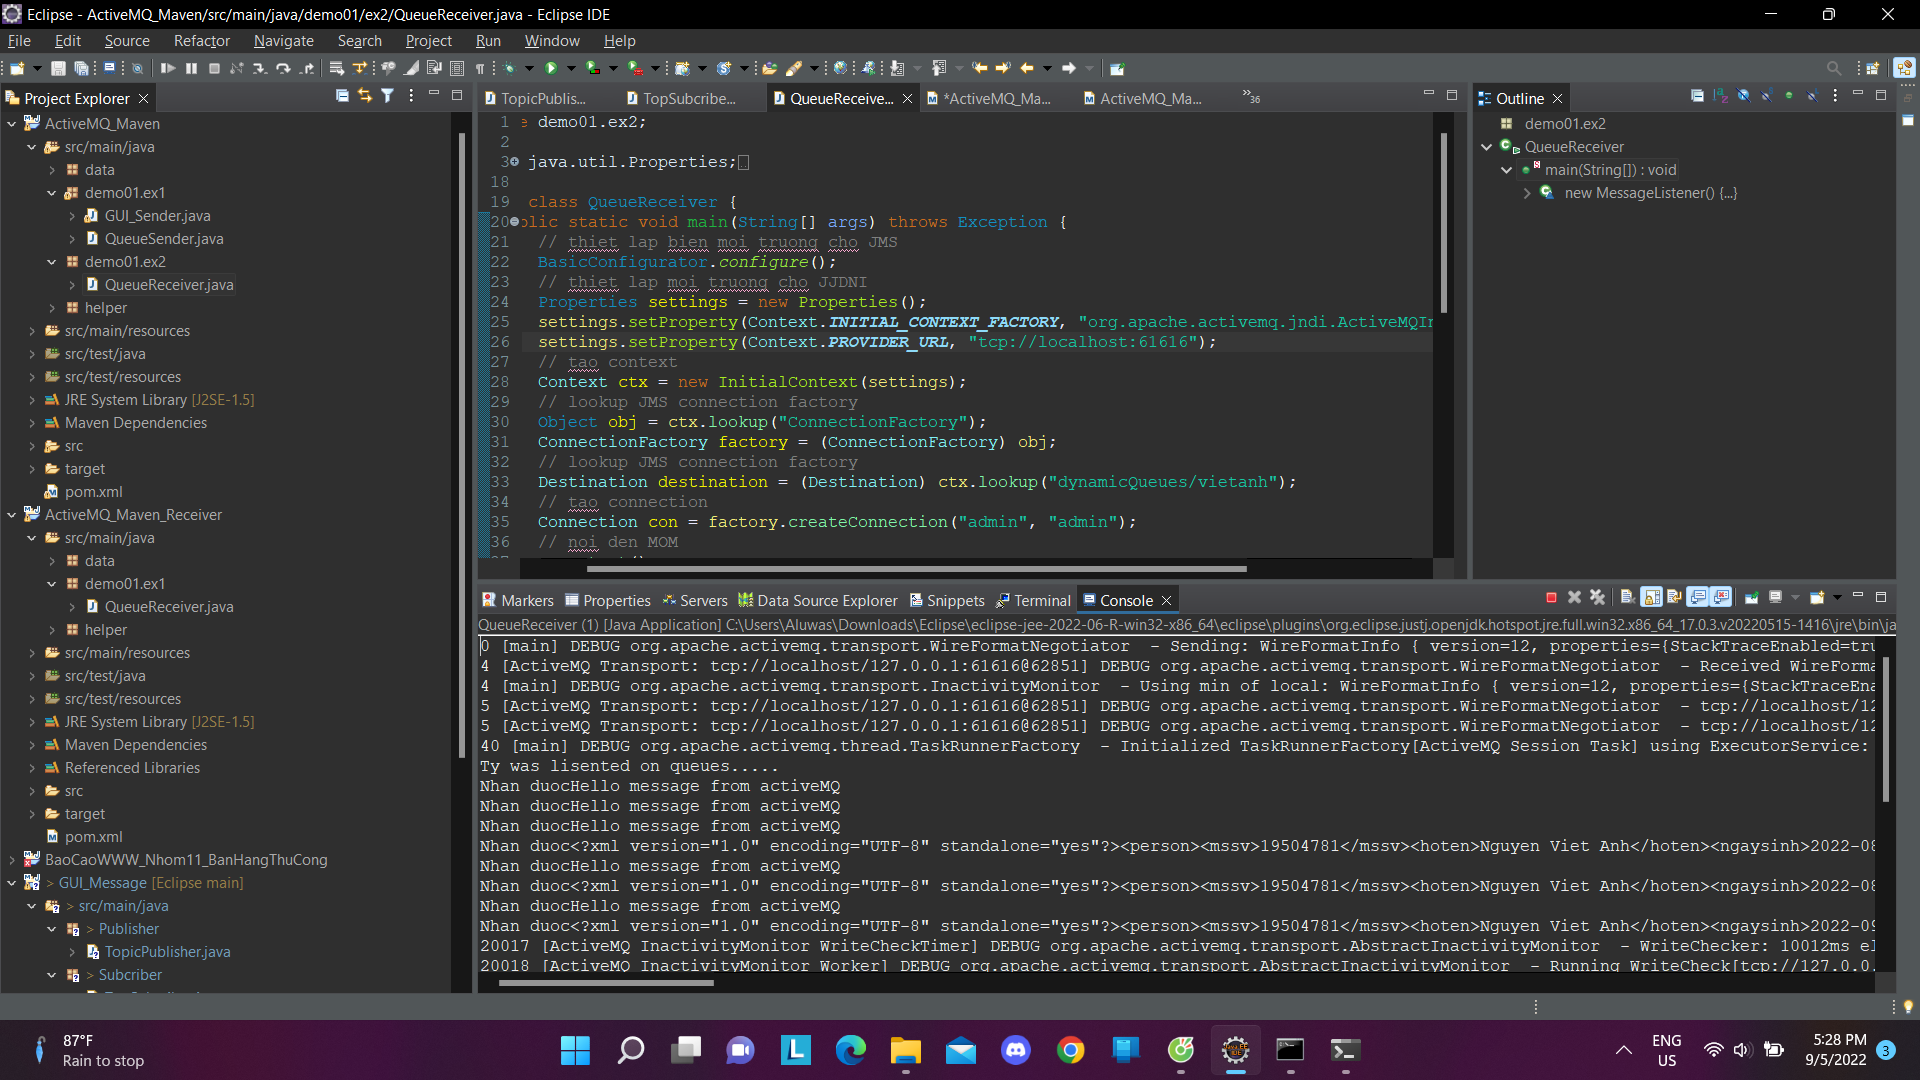 Eclipse - ActiveMQ_Maven/src/main/java/demo01/ex2/QueueReceiver.java - Eclipse IDE
File Edit Source Refactor Navigate Search Project Run Window Help
Project Explorer
ActiveMQ_Maven
src/main/java
data
demo01.ex1
GUI_Sender.java
QueueSender.java
demo01.ex2
QueueReceiver.java
helper
src/main/resources
src/test/java
src/test/resources
JRE System Library [J2SE-1.5]
Maven Dependencies
src
target
pom.xml
ActiveMQ_Maven_Receiver
src/main/java
data
demo01.ex1
QueueReceiver.java
helper
src/main/resources
src/test/java
src/test/resources
JRE System Library [J2SE-1.5]
Maven Dependencies
Referenced Libraries
src
target
pom.xml
BaoCaoWWW_Nhom11_BanHangThuCong
> GUI_Message [Eclipse main]
> src/main/java
> Publisher
TopicPublisher.java
> Subcriber
TopicPublis... TopSubcribe... QueueReceive... *ActiveMQ_Ma... ActiveMQ_Ma... »36
1 e demo01.ex2;
2
3 java.util.Properties;
18
19 class QueueReceiver {
20 blic static void main(String[] args) throws Exception {
21 // thiet lap bien moi truong cho JMS
22 BasicConfigurator.configure();
23 // thiet lap moi truong cho JJDNI
24 Properties settings = new Properties();
25 settings.setProperty(Context.INITIAL_CONTEXT_FACTORY, "org.apache.activemq.jndi.ActiveMQIn
26 settings.setProperty(Context.PROVIDER_URL, "tcp://localhost:61616");
27 // tao context
28 Context ctx = new InitialContext(settings);
29 // lookup JMS connection factory
30 Object obj = ctx.lookup("ConnectionFactory");
31 ConnectionFactory factory = (ConnectionFactory) obj;
32 // lookup JMS connection factory
33 Destination destination = (Destination) ctx.lookup("dynamicQueues/vietanh");
34 // tao connection
35 Connection con = factory.createConnection("admin", "admin");
36 // noi den MOM
Outline
demo01.ex2
QueueReceiver
main(String[]) : void
new MessageListener() {...}
Markers Properties Servers Data Source Explorer Snippets Terminal Console
QueueReceiver (1) [Java Application] C:\Users\Aluwas\Downloads\Eclipse\eclipse-jee-2022-06-R-win32-x86_64\eclipse\plugins\org.eclipse.justj.openjdk.hotspot.jre.full.win32.x86_64_17.0.3.v20220515-1416\jre\bin\ja
0 [main] DEBUG org.apache.activemq.transport.WireFormatNegotiator - Sending: WireFormatInfo { version=12, properties={StackTraceEnabled=tru
4 [ActiveMQ Transport: tcp://localhost/127.0.0.1:61616@62851] DEBUG org.apache.activemq.transport.WireFormatNegotiator - Received WireForma
4 [main] DEBUG org.apache.activemq.transport.InactivityMonitor - Using min of local: WireFormatInfo { version=12, properties={StackTraceEna
5 [ActiveMQ Transport: tcp://localhost/127.0.0.1:61616@62851] DEBUG org.apache.activemq.transport.WireFormatNegotiator - tcp://localhost/12
5 [ActiveMQ Transport: tcp://localhost/127.0.0.1:61616@62851] DEBUG org.apache.activemq.transport.WireFormatNegotiator - tcp://localhost/12
40 [main] DEBUG org.apache.activemq.thread.TaskRunnerFactory - Initialized TaskRunnerFactory[ActiveMQ Session Task] using ExecutorService:
Ty was lisented on queues.....
Nhan duocHello message from activeMQ
Nhan duocHello message from activeMQ
Nhan duocHello message from activeMQ
Nhan duoc<?xml version="1.0" encoding="UTF-8" standalone="yes"?><person><mssv>19504781</mssv><hoten>Nguyen Viet Anh</hoten><ngaysinh>2022-08
Nhan duocHello message from activeMQ
Nhan duoc<?xml version="1.0" encoding="UTF-8" standalone="yes"?><person><mssv>19504781</mssv><hoten>Nguyen Viet Anh</hoten><ngaysinh>2022-08
Nhan duocHello message from activeMQ
Nhan duoc<?xml version="1.0" encoding="UTF-8" standalone="yes"?><person><mssv>19504781</mssv><hoten>Nguyen Viet Anh</hoten><ngaysinh>2022-09
20017 [ActiveMQ InactivityMonitor WriteCheckTimer] DEBUG org.apache.activemq.transport.AbstractInactivityMonitor - WriteChecker: 10012ms el
20018 [ActiveMQ InactivityMonitor Worker] DEBUG org.apache.activemq.transport.AbstractInactivityMonitor - Running WriteCheck[tcp://127.0.0.
87°F
Rain to stop
ENG
US
5:28 PM
9/5/2022
3